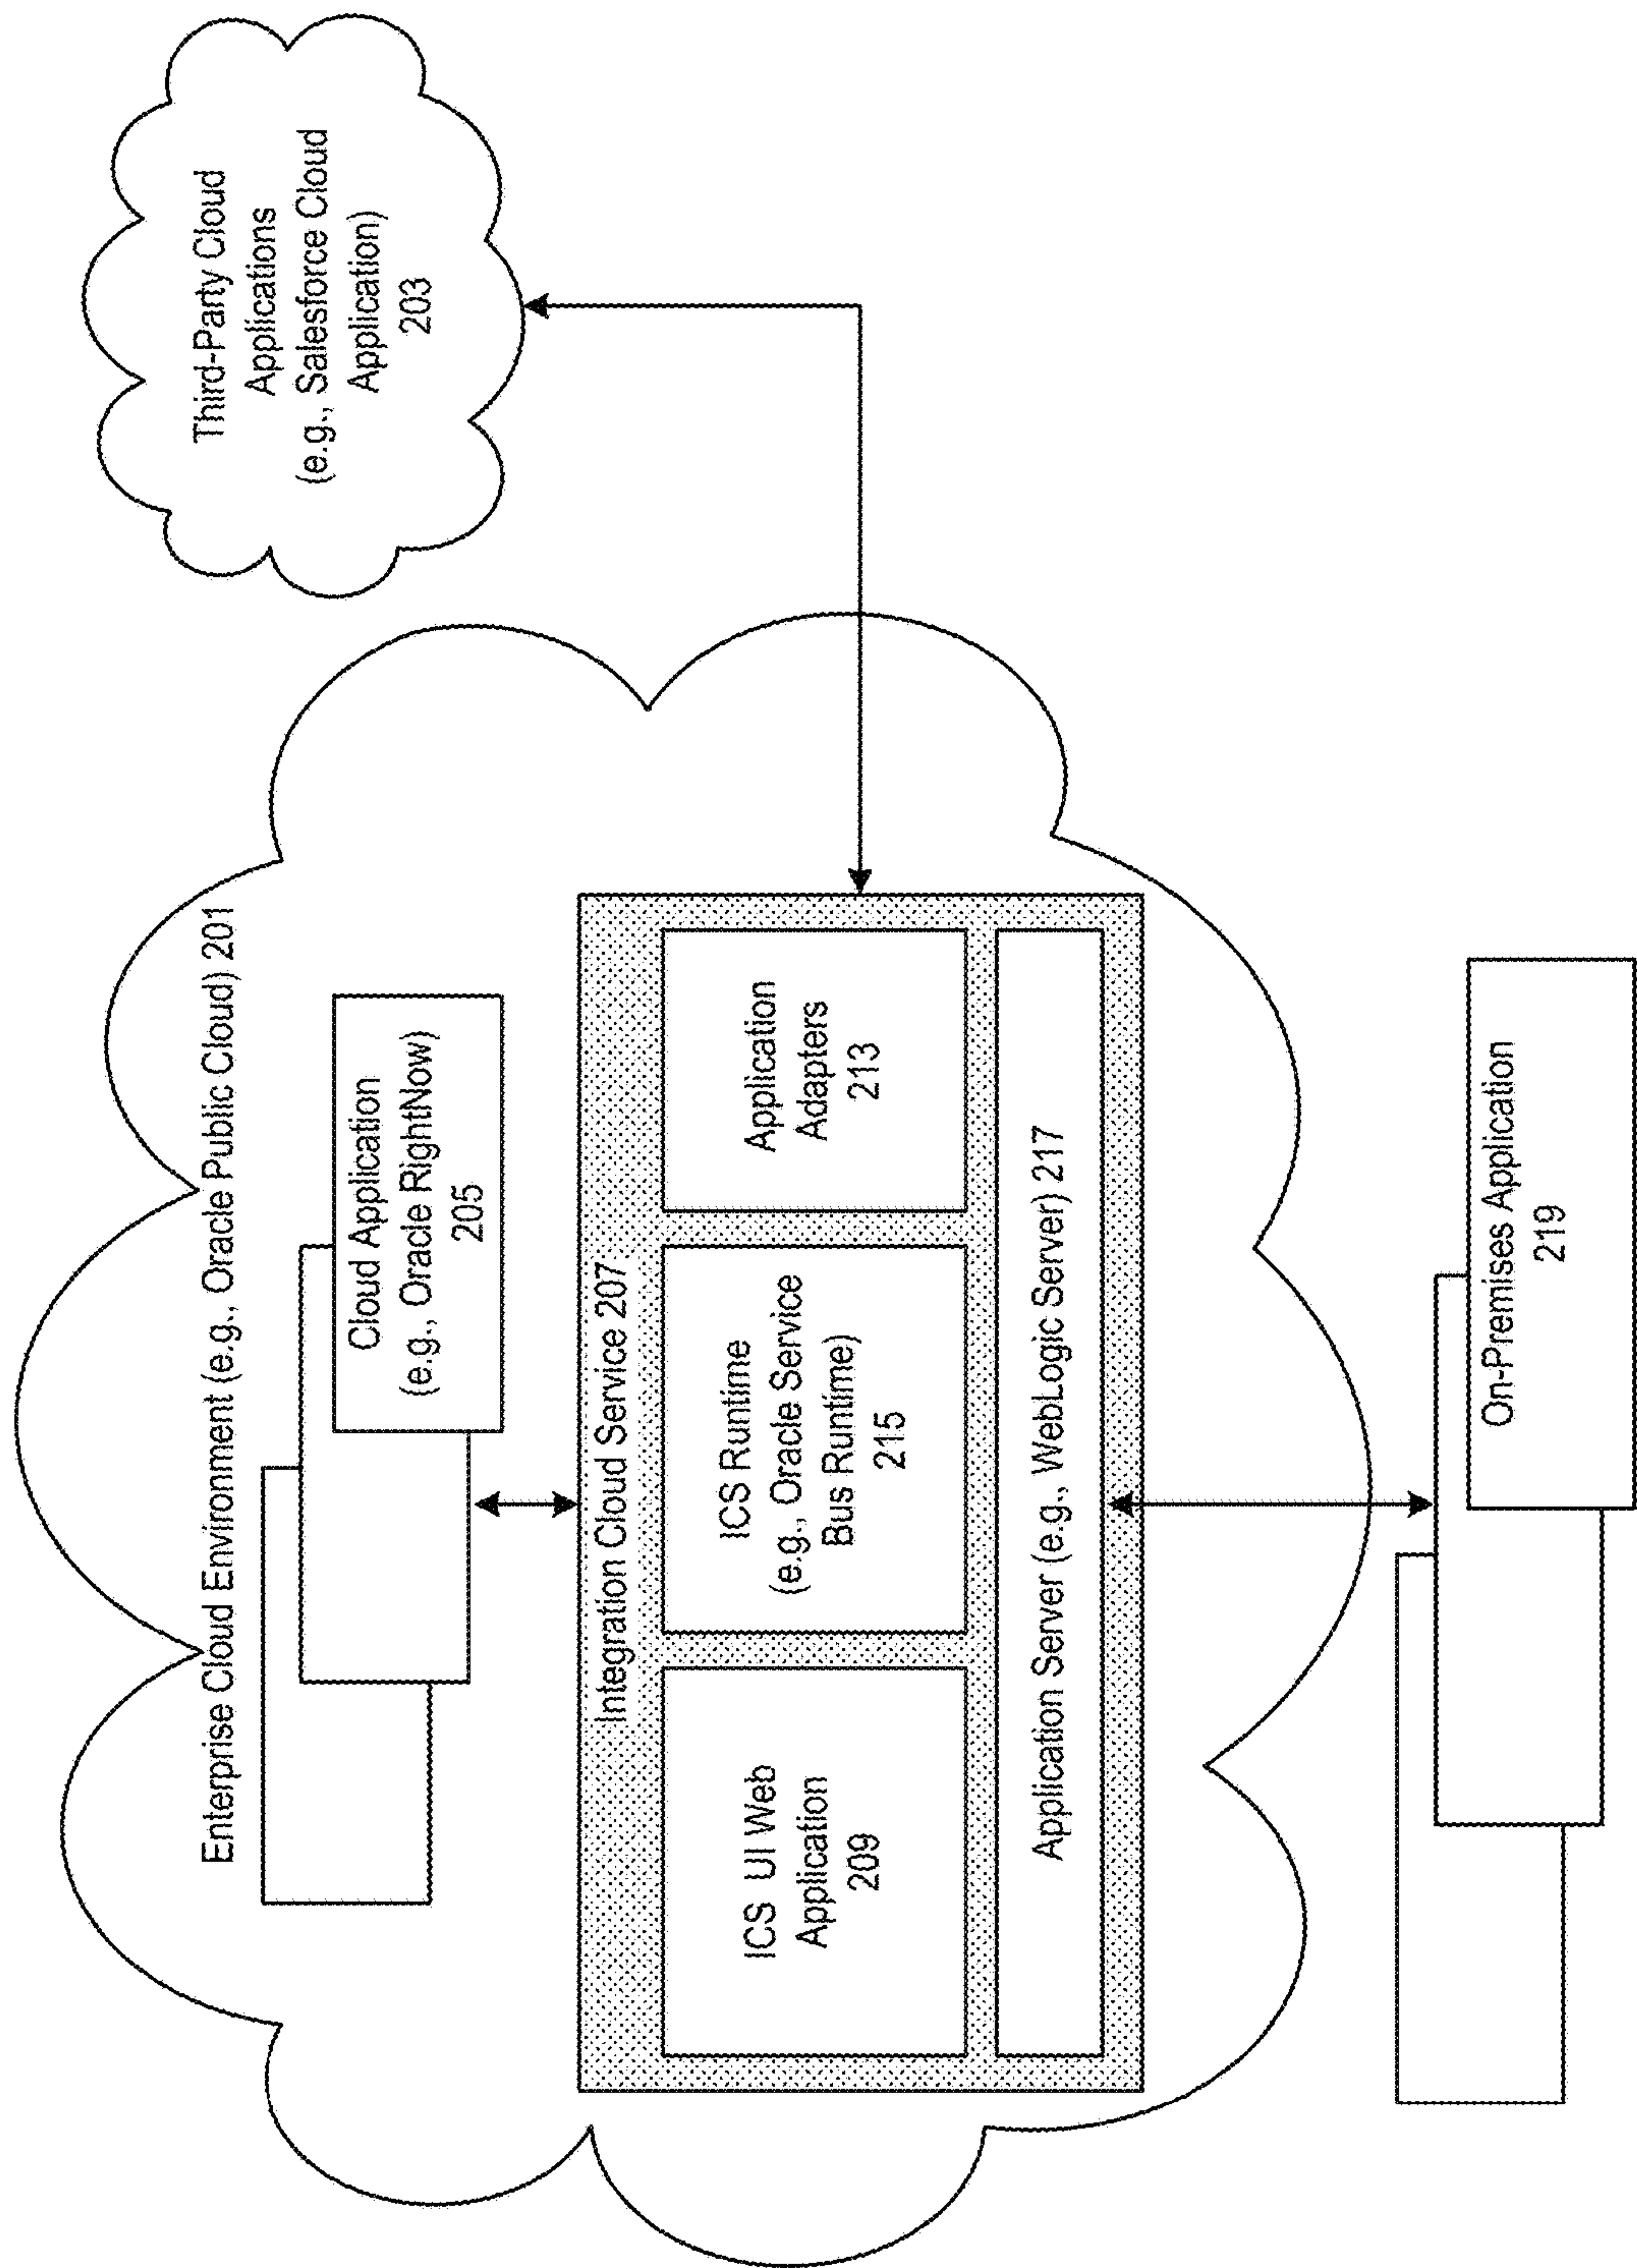 Third-Party Cloud
Applications
(e.g., Salesforce Cloud
Application)
203
Enterprise Cloud Environment (e.g., Oracle Public Cloud) 201
Cloud Application
(e.g., Oracle RightNow)
205
Integration Cloud Service 207
ICS UI Web
Application
209
ICS Runtime
(e.g., Oracle Service
Bus Runtime)
215
Application
Adapters
213
Application Server (e.g., WebLogic Server) 217
On-Premises Application
219